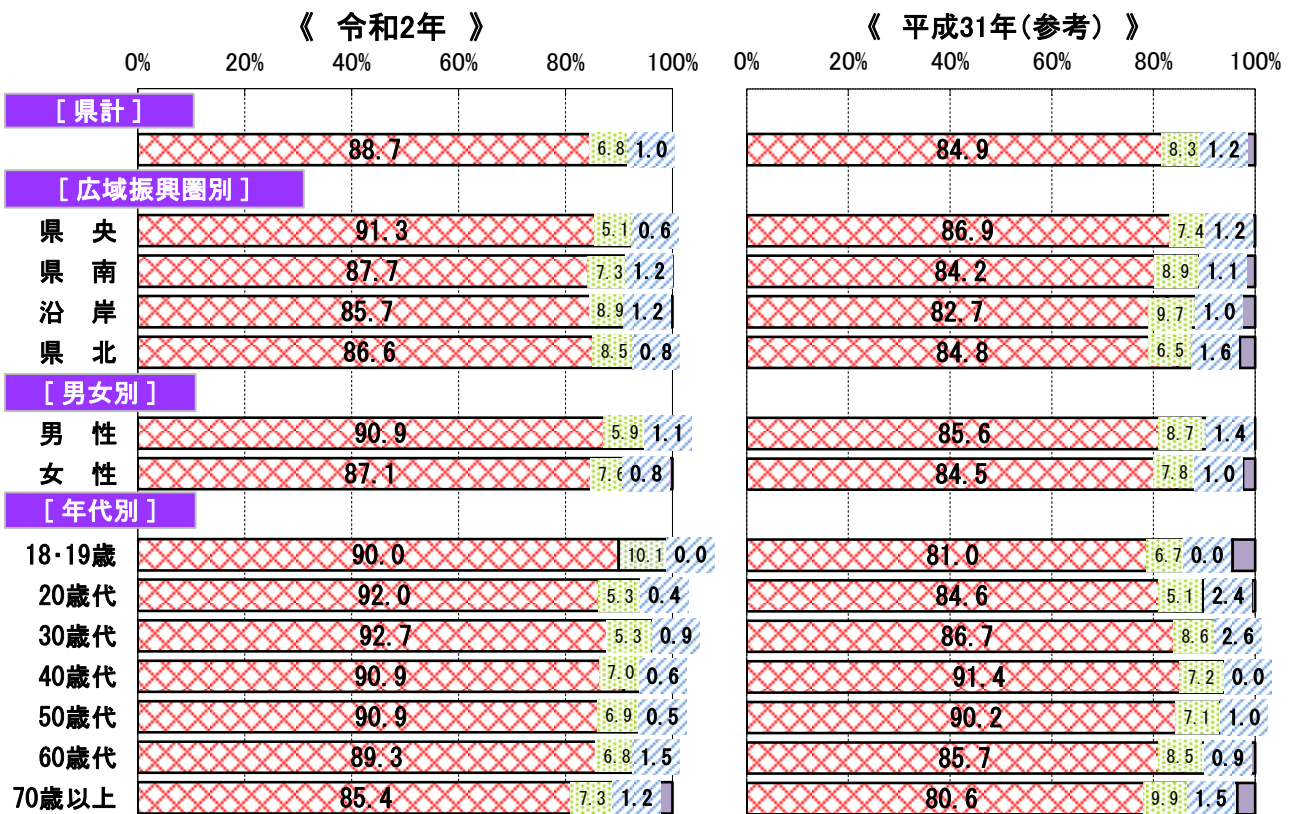 《 令和2年 》 《 平成31年(参考) 》
0% 20% 40% 60% 80% 100% 0% 20% 40% 60% 80% 100%
[ 県計 ]
88.7 6.8 1.0 84.9 8.3 1.2
[ 広域振興圏別 ]
県 央 91.3 5.1 0.6 86.9 7.4 1.2
県 南 87.7 7.3 1.2 84.2 8.9 1.1
沿 岸 85.7 8.9 1.2 82.7 9.7 1.0
県 北 86.6 8.5 0.8 84.8 6.5 1.6
[ 男女別 ]
男 性 90.9 5.9 1.1 85.6 8.7 1.4
女 性 87.1 7.6 0.8 84.5 7.8 1.0
[ 年代別 ]
18・19歳 90.0 10.1 0.0 81.0 6.7 0.0
20歳代 92.0 5.3 0.4 84.6 5.1 2.4
30歳代 92.7 5.3 0.9 86.7 8.6 2.6
40歳代 90.9 7.0 0.6 91.4 7.2 0.0
50歳代 90.9 6.9 0.5 90.2 7.1 1.0
60歳代 89.3 6.8 1.5 85.7 8.5 0.9
70歳以上 85.4 7.3 1.2 80.6 9.9 1.5